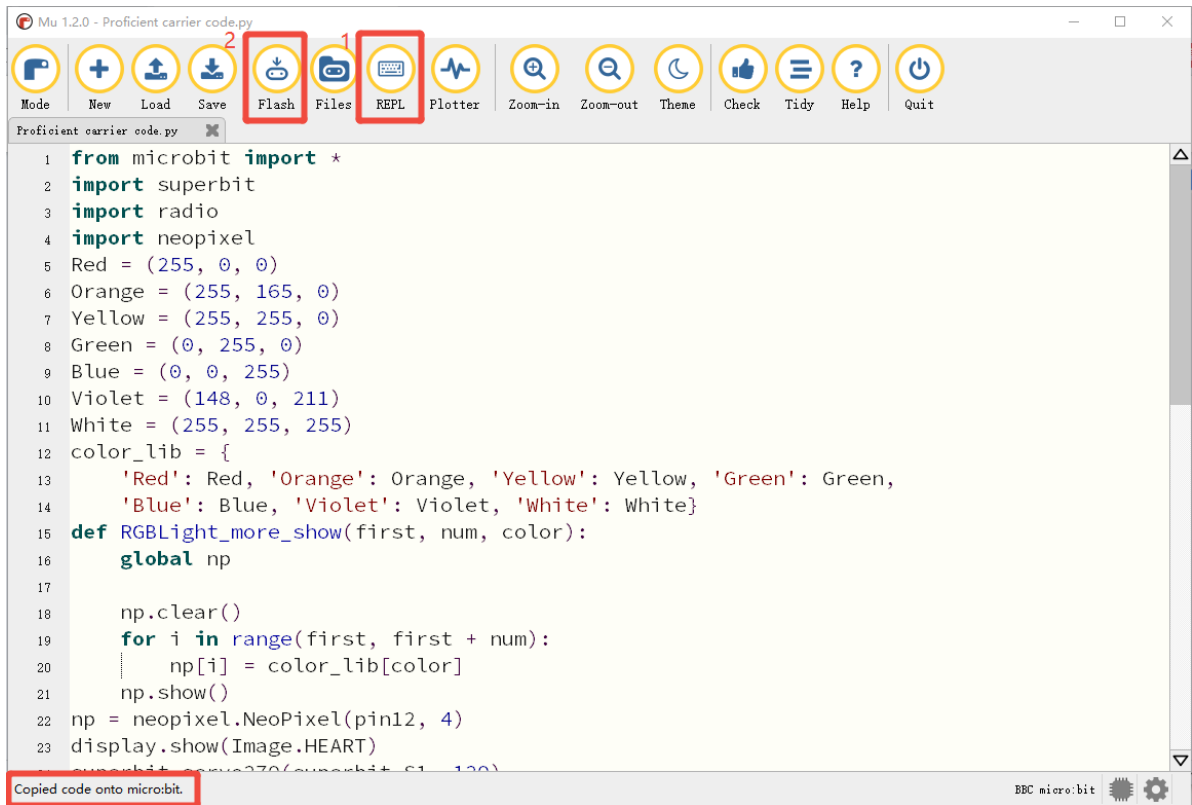 Mu 1.2.0 - Proficient carrier code.py
2 1
Mode New Load Save Flash Files REPL Plotter Zoom-in Zoom-out Theme Check Tidy Help Quit
Proficient carrier code.py
1 from microbit import *
2 import superbit
3 import radio
4 import neopixel
5 Red = (255, 0, 0)
6 Orange = (255, 165, 0)
7 Yellow = (255, 255, 0)
8 Green = (0, 255, 0)
9 Blue = (0, 0, 255)
10 Violet = (148, 0, 211)
11 White = (255, 255, 255)
12 color_lib = {
13     'Red': Red, 'Orange': Orange, 'Yellow': Yellow, 'Green': Green,
14     'Blue': Blue, 'Violet': Violet, 'White': White}
15 def RGBLight_more_show(first, num, color):
16     global np
17
18     np.clear()
19     for i in range(first, first + num):
20         np[i] = color_lib[color]
21     np.show()
22 np = neopixel.NeoPixel(pin12, 4)
23 display.show(Image.HEART)
Copied code onto micro:bit. BBC micro:bit